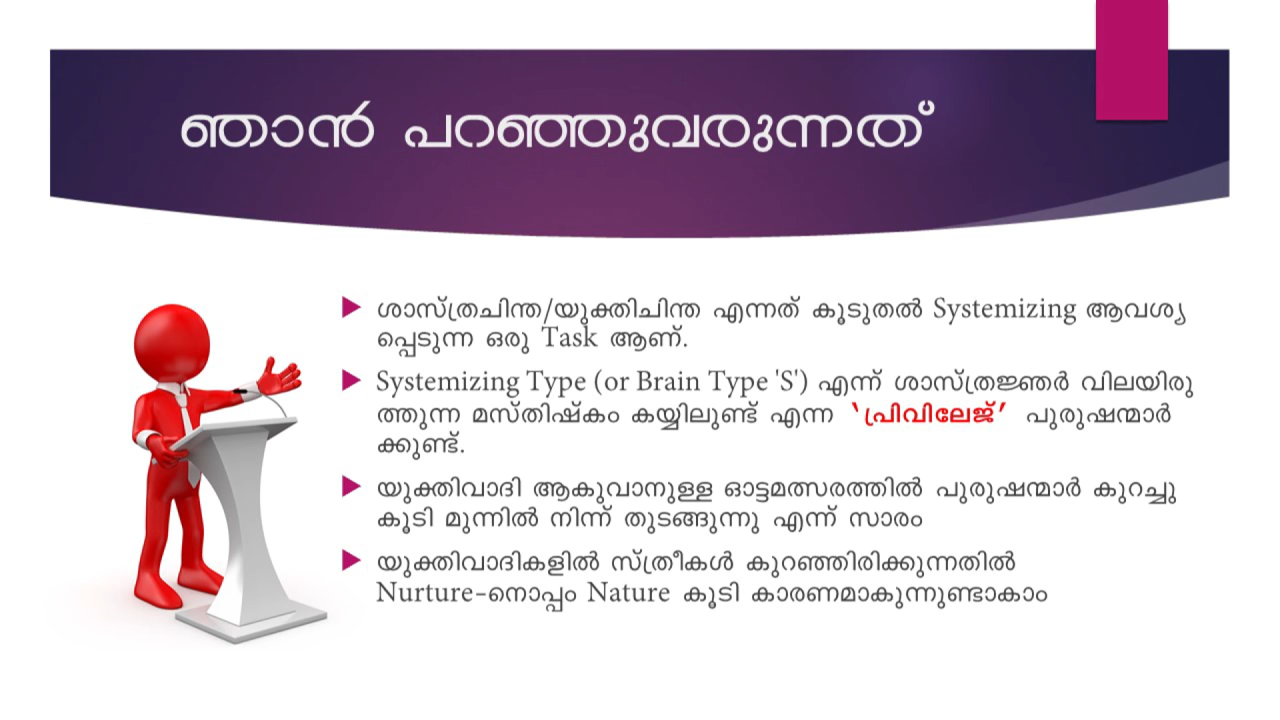 ഞാൻ പറഞ്ഞുവരുന്നത്
ശാസ്ത്രചിന്ത/യുക്തിചിന്ത എന്നത് കൂടുതൽ Systemizing ആവശ്യ
പ്പെടുന്ന ഒരു Task ആണ്.
Systemizing Type (or Brain Type 'S') എന്ന് ശാസ്ത്രജ്ഞർ വിലയിരു
ത്തുന്ന മസ്തിഷ്കം കയ്യിലുണ്ട് എന്ന ‘പ്രിവിലേജ്’ പുരുഷന്മാർ
ക്കുണ്ട്.
യുക്തിവാദി ആകുവാനുള്ള ഓട്ടമത്സരത്തിൽ പുരുഷന്മാർ കുറച്ചു
കൂടി മുന്നിൽ നിന്ന് തുടങ്ങുന്നു എന്ന് സാരം
യുക്തിവാദികളിൽ സ്ത്രീകൾ കുറഞ്ഞിരിക്കുന്നതിൽ
Nurture-നൊപ്പം Nature കൂടി കാരണമാകുന്നുണ്ടാകാം